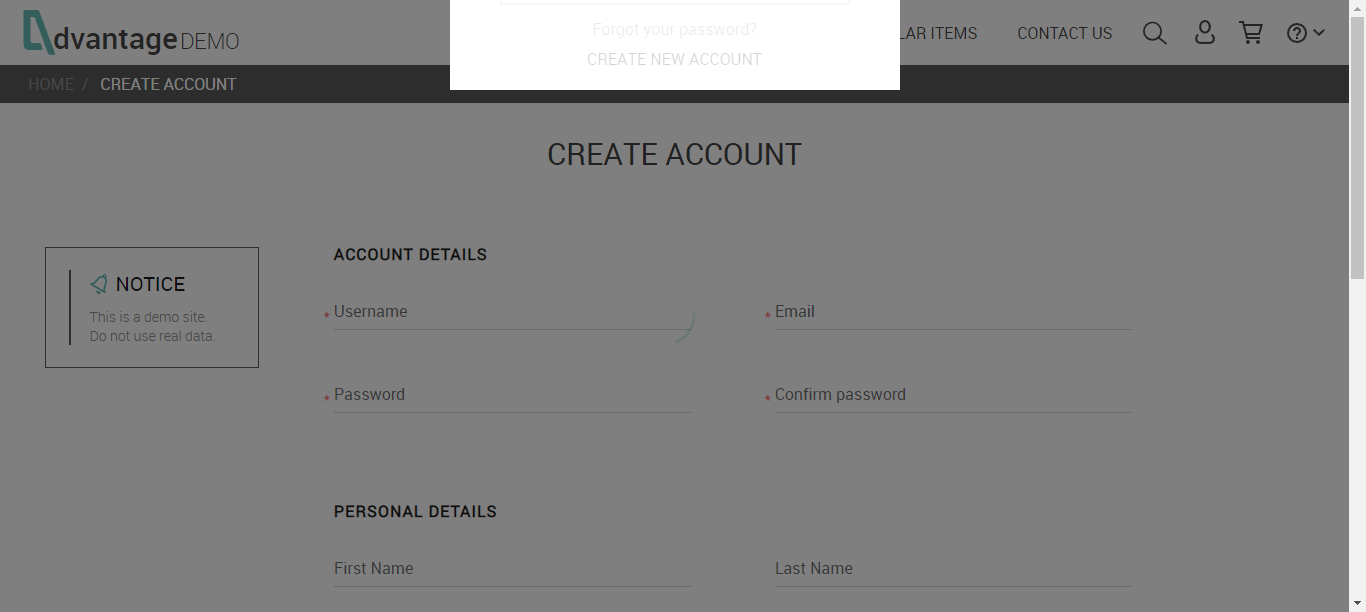 dvantage DEMO
Forgot your password?
CREATE NEW ACCOUNT
LAR ITEMS
CONTACT US
HOME / CREATE ACCOUNT
CREATE ACCOUNT
NOTICE
This is a demo site.
Do not use real data.
ACCOUNT DETAILS
* Username
* Email
* Password
* Confirm password
PERSONAL DETAILS
First Name
Last Name